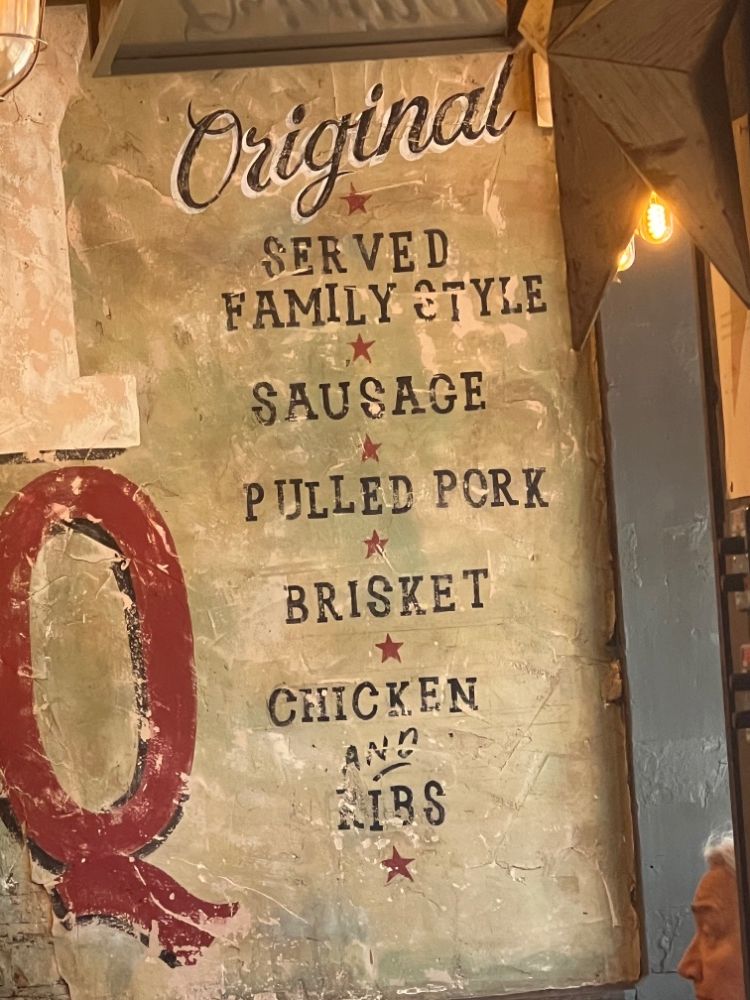 Original
SERVED
FAMILY STYLE
SAUSAGE
PULLED PORK
BRISKET
CHICKEN
AND
RIBS
Q